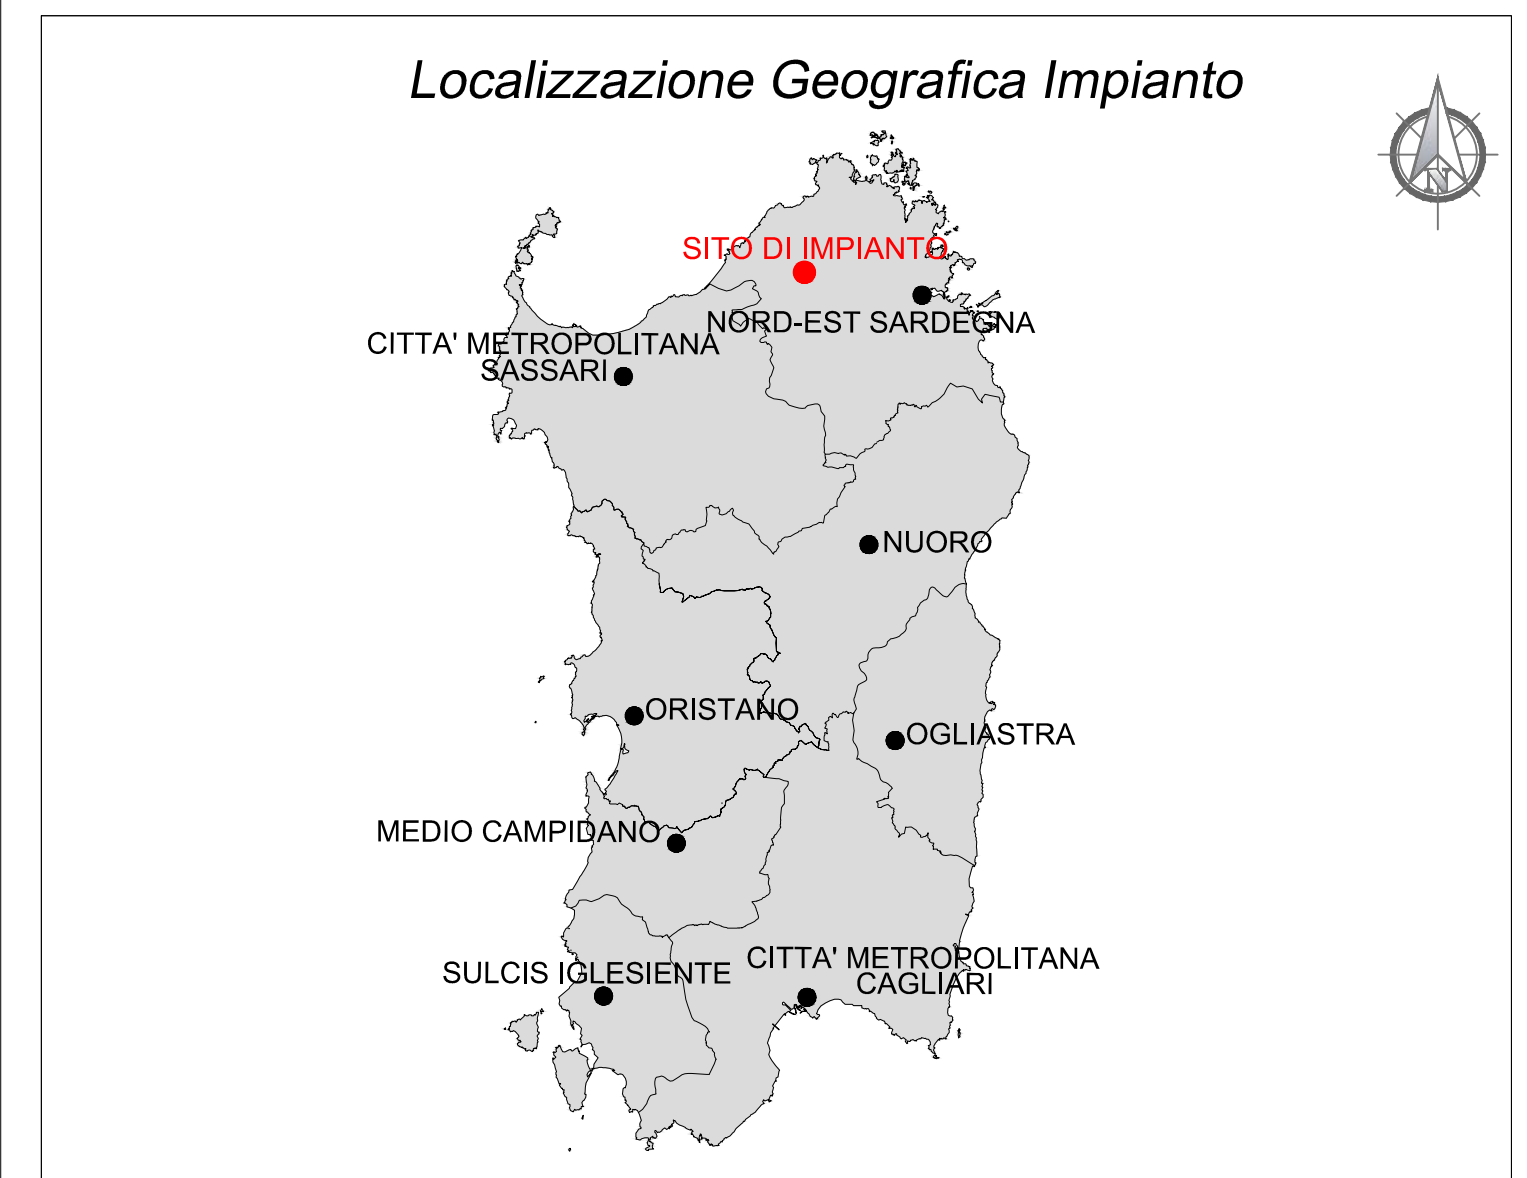 Localizzazione Geografica Impianto
N
SITO DI IMPIANTO
NORD-EST SARDEGNA
CITTA' METROPOLITANA
SASSARI
NUORO
ORISTANO
OGLIASTRA
MEDIO CAMPIDANO
CITTA' METROPOLITANA
CAGLIARI
SULCIS IGLESIENTE